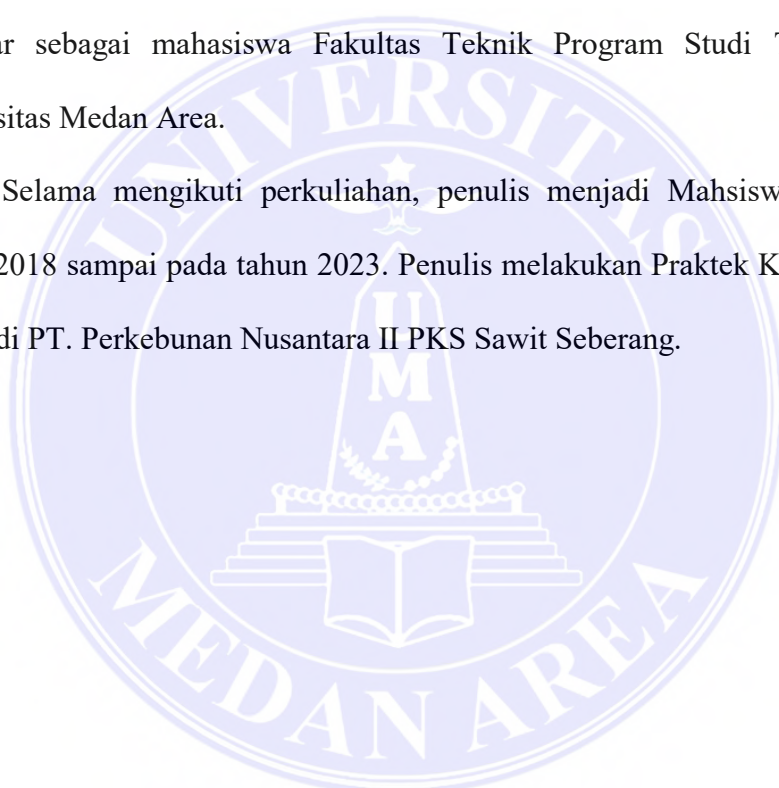 ar sebagai mahasiswa Fakultas Teknik Program Studi T
sitas Medan Area.
Selama mengikuti perkuliahan, penulis menjadi Mahsisw
2018 sampai pada tahun 2023. Penulis melakukan Praktek K
di PT. Perkebunan Nusantara II PKS Sawit Seberang.
UNIVERSITAS
U
M
A
MEDAN AREA